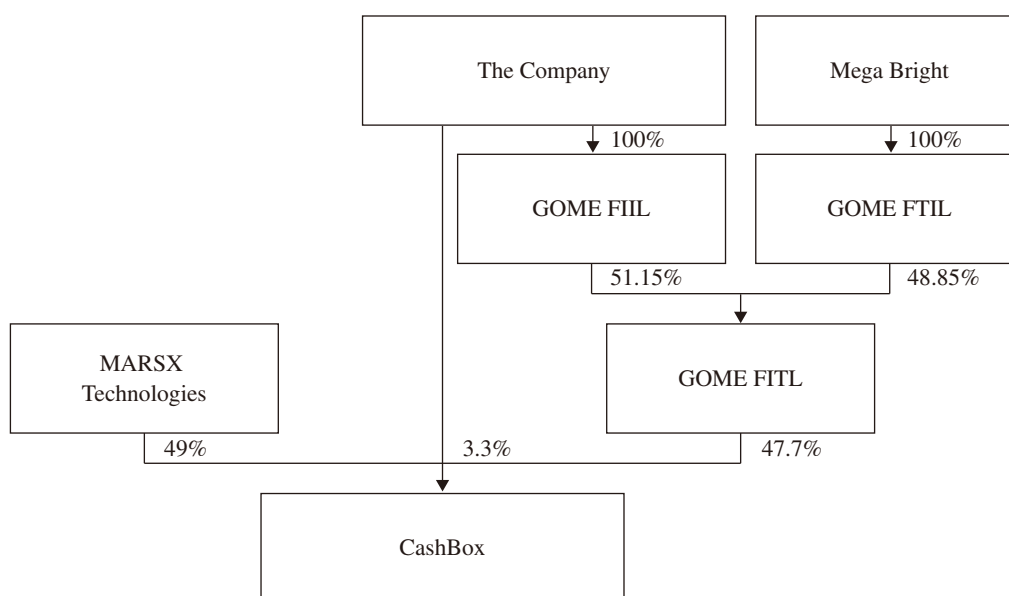 The Company
Mega Bright
100%
100%
GOME FIIL
GOME FTIL
51.15%
48.85%
MARSX
Technologies
GOME FITL
49%
3.3%
47.7%
CashBox